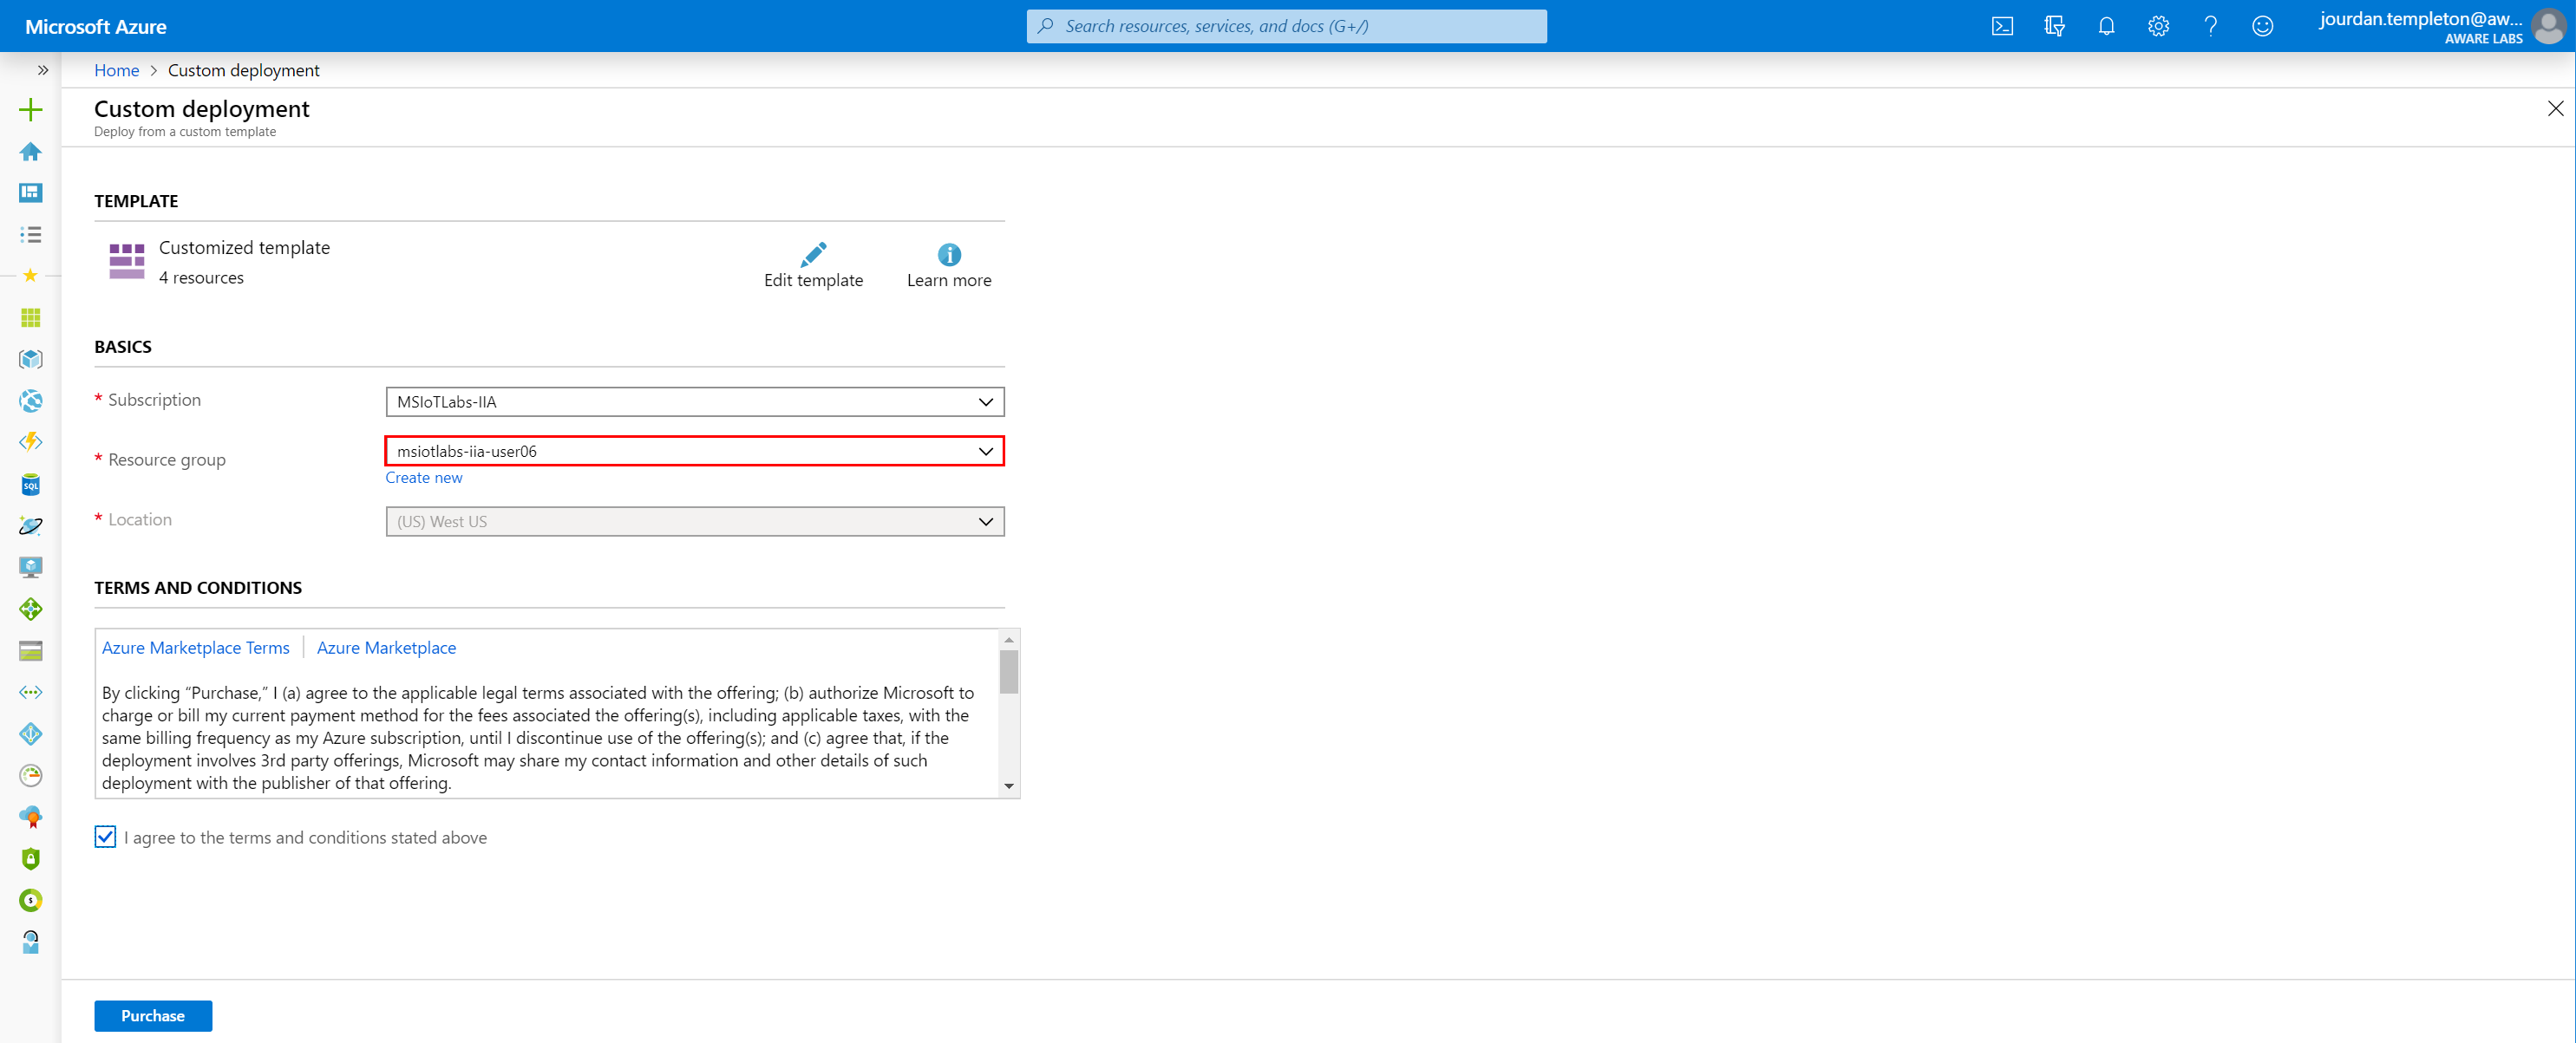 Microsoft Azure
Search resources, services, and docs (G+/)
jourdan.templeton@aw...
AWARE LABS
Home > Custom deployment
Custom deployment
Deploy from a custom template
TEMPLATE
Customized template
4 resources
Edit template
Learn more
BASICS
* Subscription
MSIoTLabs-IIA
* Resource group
msiotlabs-iia-user06
Create new
* Location
(US) West US
TERMS AND CONDITIONS
Azure Marketplace Terms | Azure Marketplace
By clicking “Purchase,” I (a) agree to the applicable legal terms associated with the offering; (b) authorize Microsoft to
charge or bill my current payment method for the fees associated the offering(s), including applicable taxes, with the
same billing frequency as my Azure subscription, until I discontinue use of the offering(s); and (c) agree that, if the
deployment involves 3rd party offerings, Microsoft may share my contact information and other details of such
deployment with the publisher of that offering.
I agree to the terms and conditions stated above
Purchase
SQL